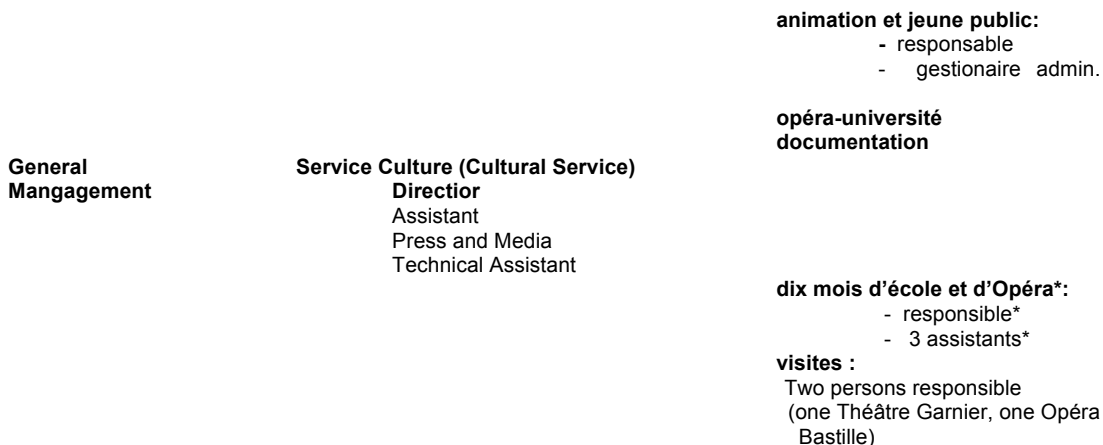 animation et jeune public:
- responsable
- gestionaire admin.
opéra-université
documentation
General
Mangagement
Service Culture (Cultural Service)
Directior
Assistant
Press and Media
Technical Assistant
dix mois d’école et d’Opéra*:
- responsible*
- 3 assistants*
visites :
Two persons responsible
(one Théâtre Garnier, one Opéra
Bastille)